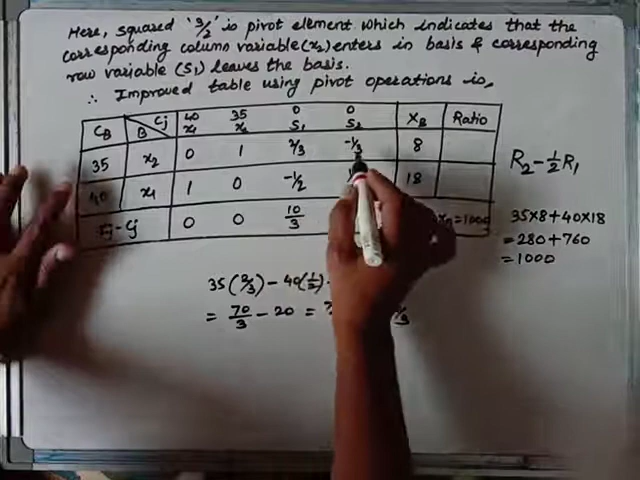 Here, squared '3/2' is pivot element which indicates that the
corresponding column variable (x2) enters in basis & corresponding
row variable (S1) leaves the basis.
∴ Improved table using pivot operations is,
CB B Cj 40 x1 35 x2 0 S1 0 S2 XB Ratio
35 x2 0 1 2/3 -1/3 8
40 x1 1 0 -1/2 18
Zj-Cj 0 0 10/3 =1000
R2-1/2R1
35×8+40×18
=280+760
=1000
35(2/3)-40(1/2)
= 70/3 - 20 =